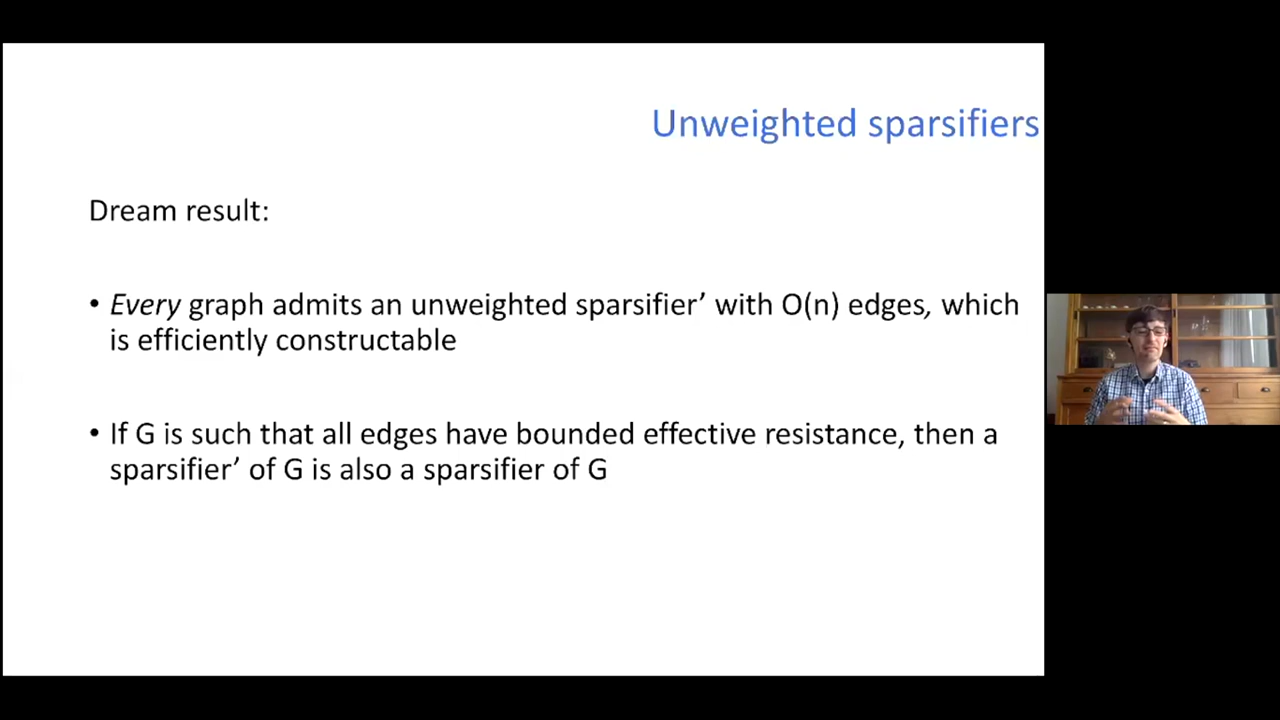 Unweighted sparsifiers
Dream result:
• Every graph admits an unweighted sparsifier’ with O(n) edges, which
is efficiently constructable
• If G is such that all edges have bounded effective resistance, then a
sparsifier’ of G is also a sparsifier of G